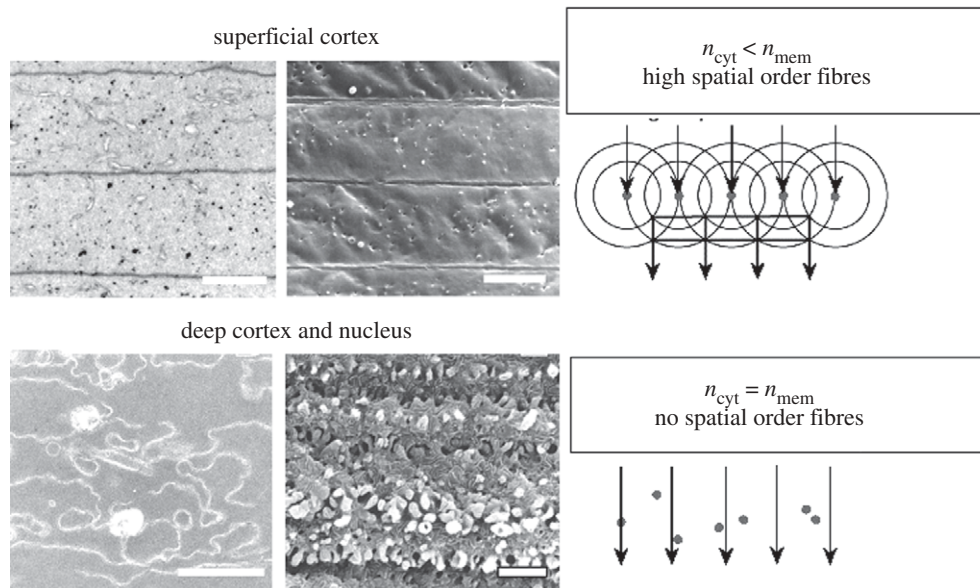 superficial cortex
n_cyt < n_mem
high spatial order fibres
deep cortex and nucleus
n_cyt = n_mem
no spatial order fibres